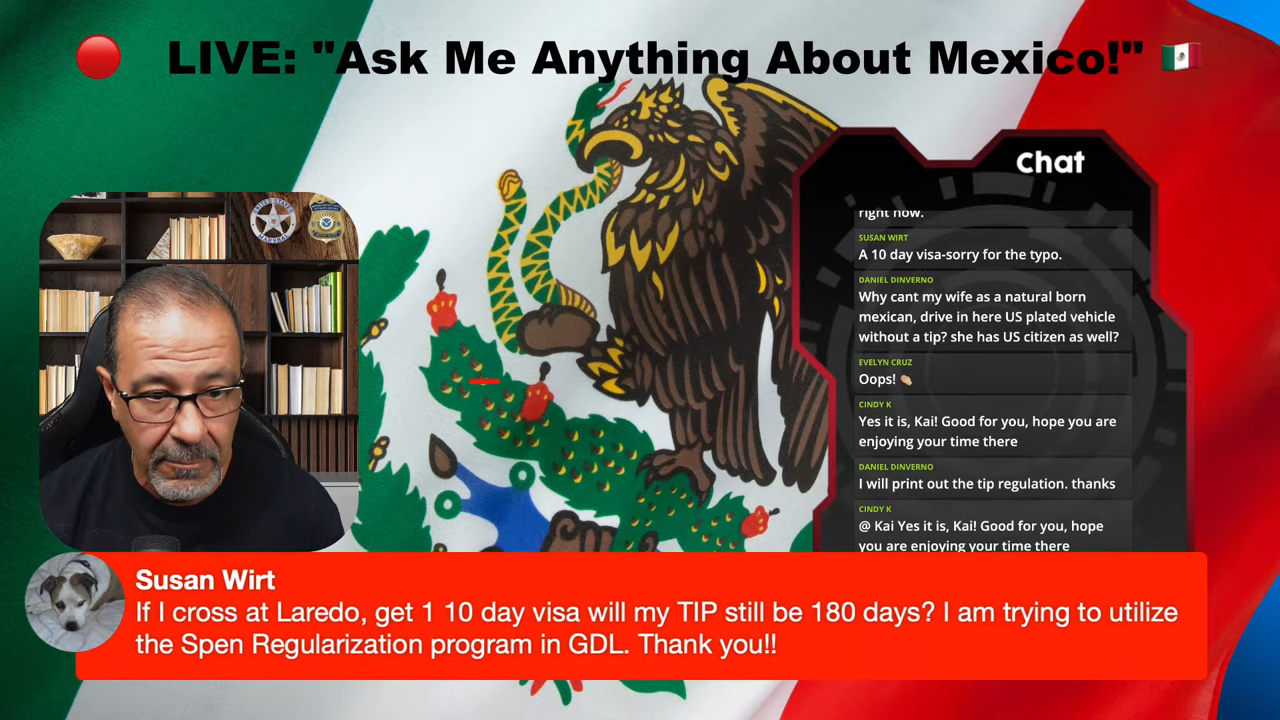 LIVE: "Ask Me Anything About Mexico!"
UNITED STATES
MARSHAL
chat
right now.
SUSAN WIRT
A 10 day visa-sorry for the typo.
DANIEL DINVERNO
Why cant my wife as a natural born
mexican, drive in here US plated vehicle
without a tip? she has US citizen as well?
EVELYN CRUZ
Oops! 👏🏼
CINDY K
Yes it is, Kai! Good for you, hope you are
enjoying your time there
DANIEL DINVERNO
I will print out the tip regulation. thanks
CINDY K
@ Kai Yes it is, Kai! Good for you, hope
you are enjoying your time there
Susan Wirt
If I cross at Laredo, get 1 10 day visa will my TIP still be 180 days? I am trying to utilize
the Spen Regularization program in GDL. Thank you!!